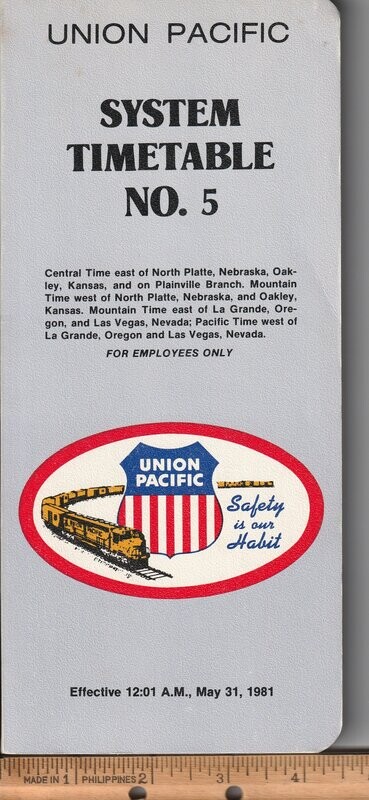 UNION PACIFIC
SYSTEM
TIMETABLE
NO. 5
Central Time east of North Platte, Nebraska, Oak-
ley, Kansas, and on Plainville Branch. Mountain
Time west of North Platte, Nebraska, and Oakley,
Kansas. Mountain Time east of La Grande, Ore-
gon, and Las Vegas, Nevada; Pacific Time west of
La Grande, Oregon and Las Vegas, Nevada.
FOR EMPLOYEES ONLY
UNION
PACIFIC
Safety
is our
Habit
Effective 12:01 A.M., May 31, 1981
MADE IN 1 PHILIPPINES 2 3 4